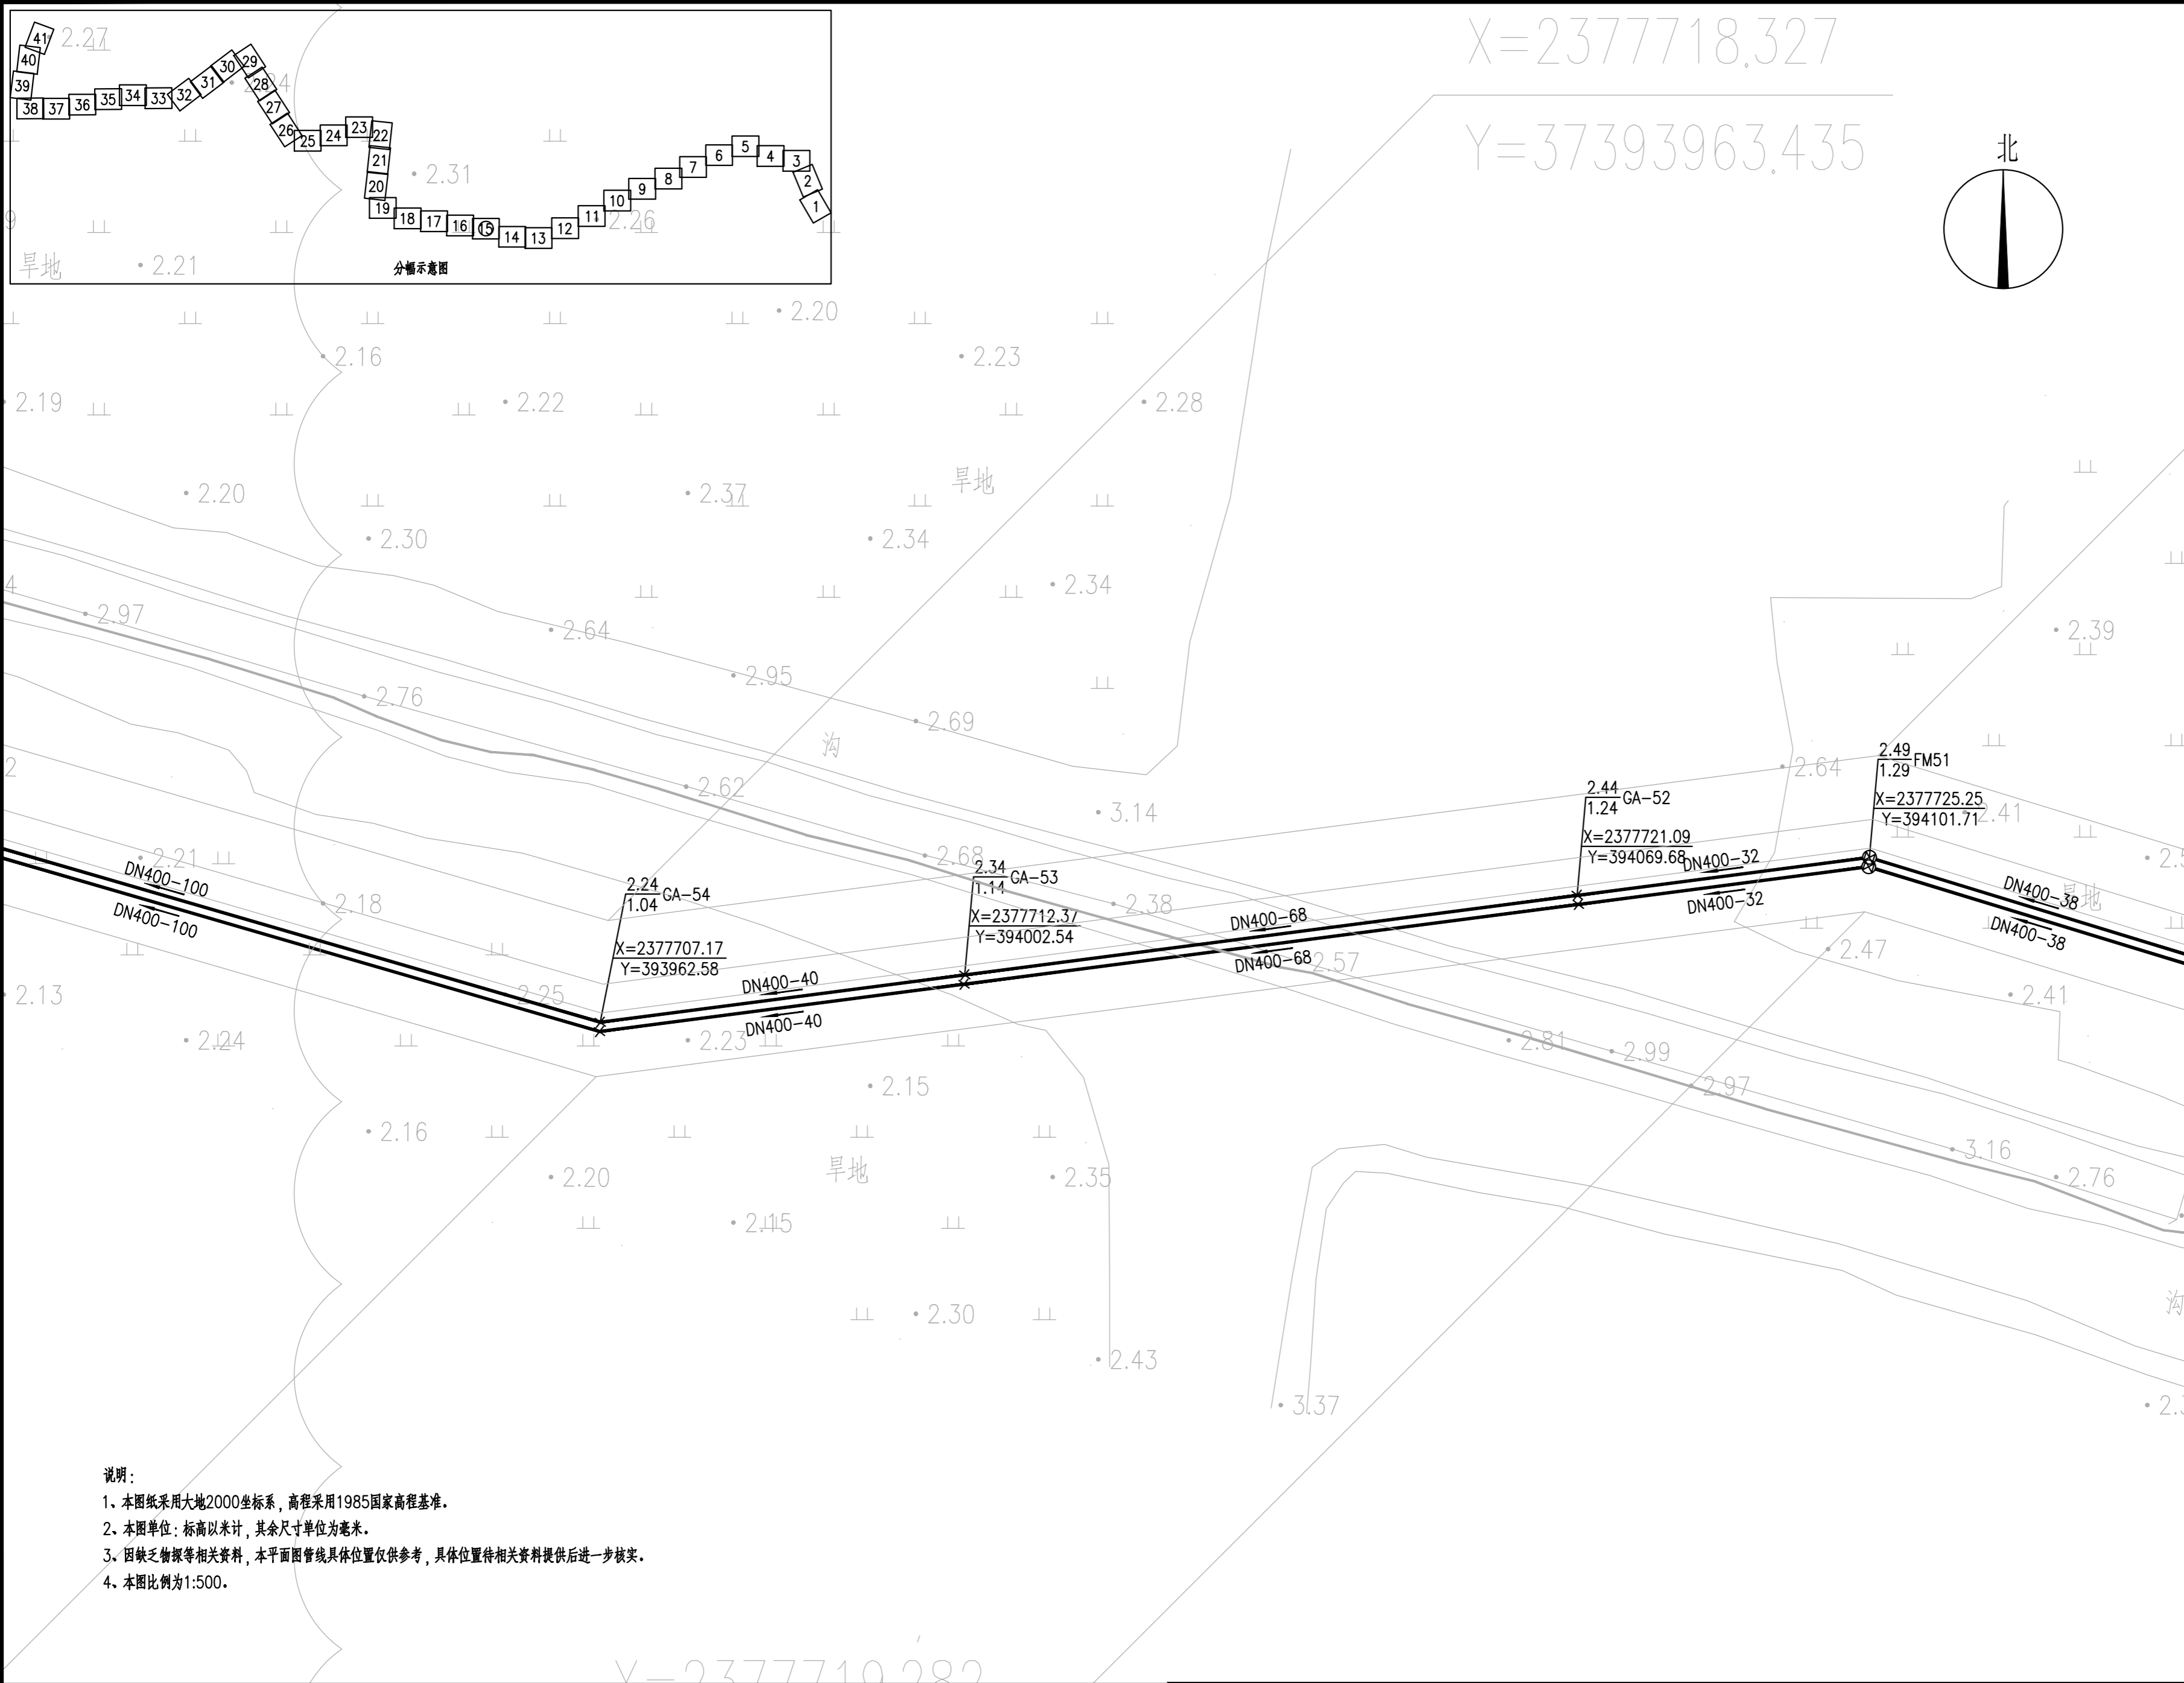 X=2377718.327
Y=37393963.435
北
41
40
39
38
37
36
35
34
33
32
31
30
29
28
27
26
25
24
23
22
21
20
19
18
17
16
15
14
13
12
11
10
9
8
7
6
5
4
3
2
1
分幅示意图
2.27
2.31
2.26
旱地
2.21
2.20
2.16
2.23
2.19
2.22
2.28
旱地
2.20
2.37
2.30
2.34
2.34
2.97
2.64
2.39
2.95
2.76
2.69
沟
2.49
FM51
1.29
2.64
2.62
2.44
GA-52
1.24
X=2377725.25
Y=394101.71
2.41
3.14
X=2377721.09
Y=394069.68
DN400-32
DN400-32
2.21
2.68
2.34
GA-53
1.14
DN400-100
DN400-100
2.24
GA-54
1.04
2.18
2.38
DN400-38
旱地
DN400-38
X=2377712.37
Y=394002.54
DN400-68
DN400-68
X=2377707.17
Y=393962.58
2.47
2.57
DN400-40
DN400-40
2.13
2.25
2.41
2.24
2.23
2.81
2.99
2.15
2.97
2.16
3.16
旱地
2.20
2.35
2.76
2.15
2.30
沟
2.43
3.37
说明:
1、本图纸采用大地2000坐标系,高程采用1985国家高程基准。
2、本图单位:标高以米计,其余尺寸单位为毫米。
3、因缺乏物探等相关资料,本平面图管线具体位置仅供参考,具体位置待相关资料提供后进一步核实。
4、本图比例为1:500。